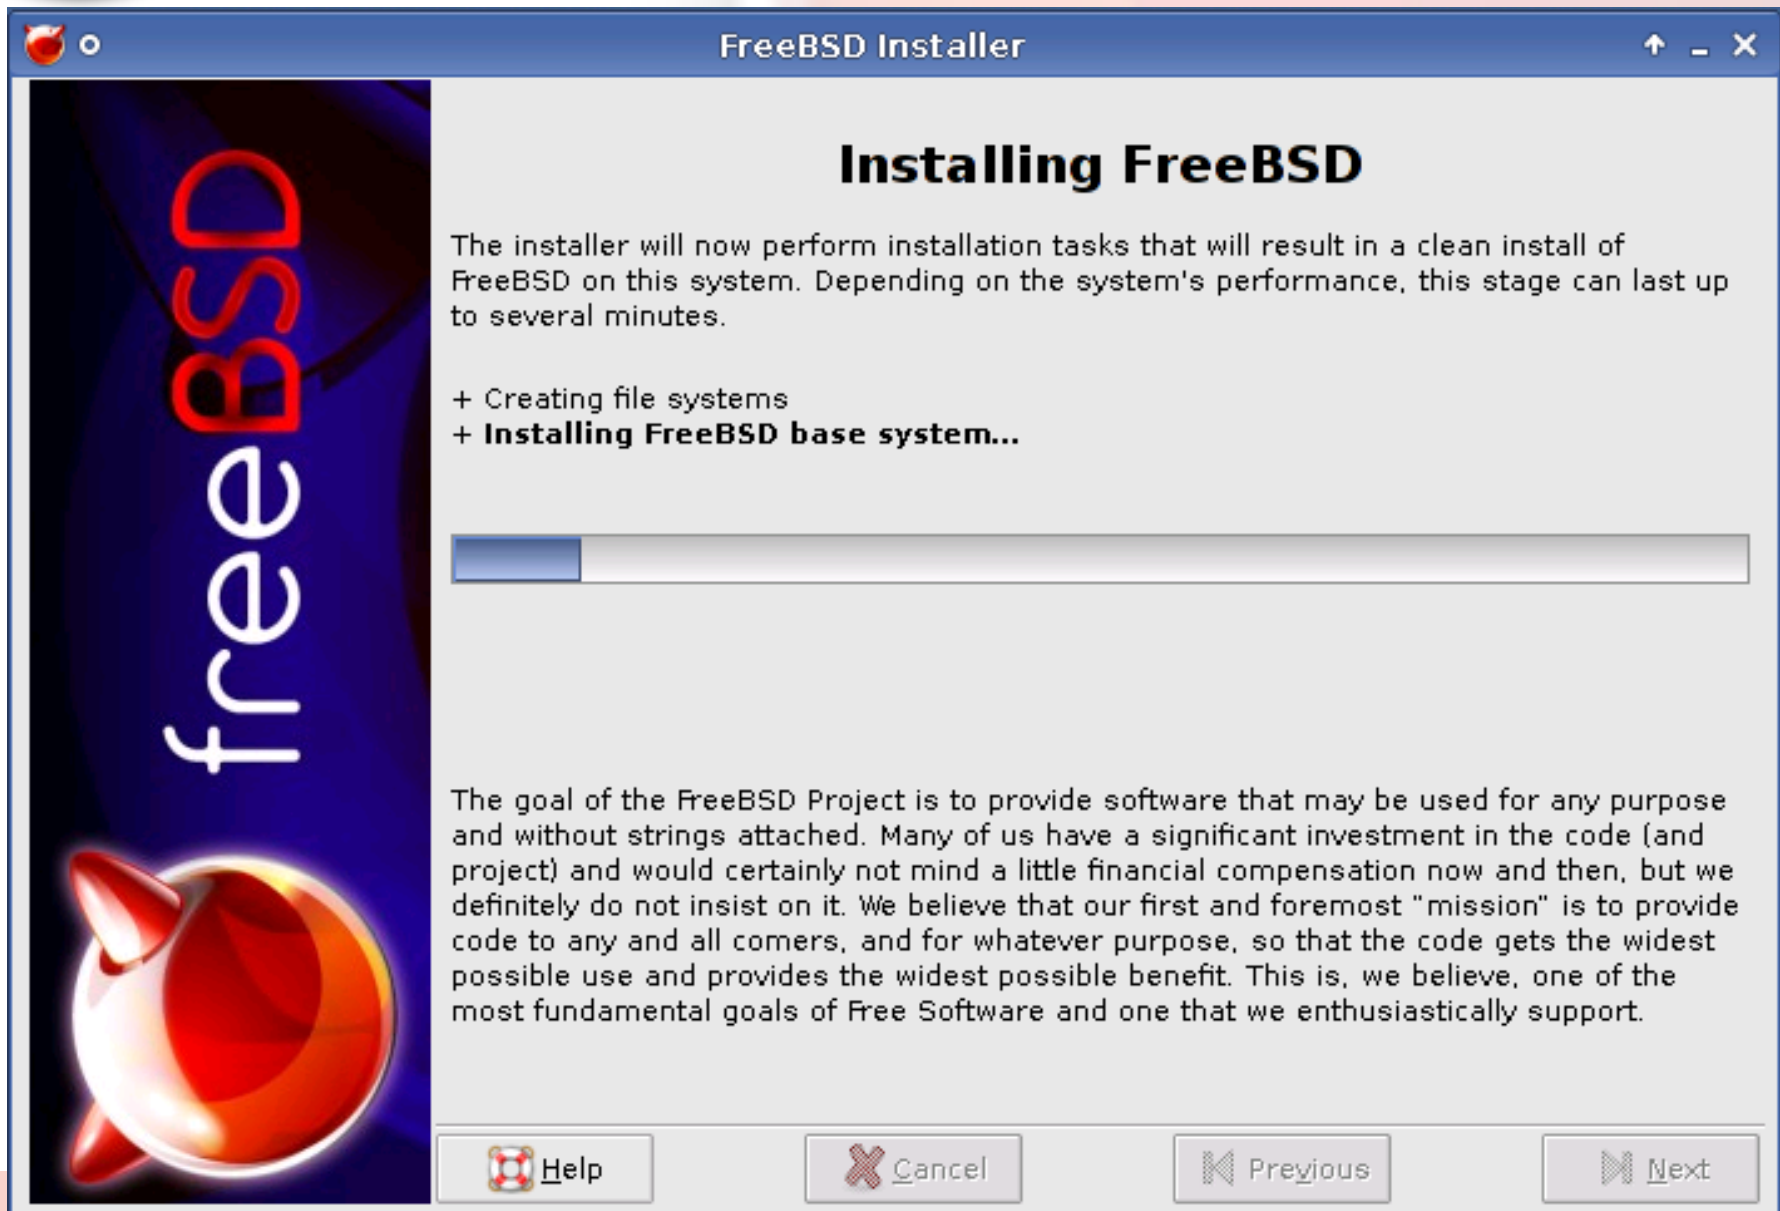 FreeBSD Installer
freeBSD
Installing FreeBSD
The installer will now perform installation tasks that will result in a clean install of
FreeBSD on this system. Depending on the system's performance, this stage can last up
to several minutes.
+ Creating file systems
+ Installing FreeBSD base system...
The goal of the FreeBSD Project is to provide software that may be used for any purpose
and without strings attached. Many of us have a significant investment in the code (and
project) and would certainly not mind a little financial compensation now and then, but we
definitely do not insist on it. We believe that our first and foremost "mission" is to provide
code to any and all comers, and for whatever purpose, so that the code gets the widest
possible use and provides the widest possible benefit. This is, we believe, one of the
most fundamental goals of Free Software and one that we enthusiastically support.
Help
Cancel
Previous
Next